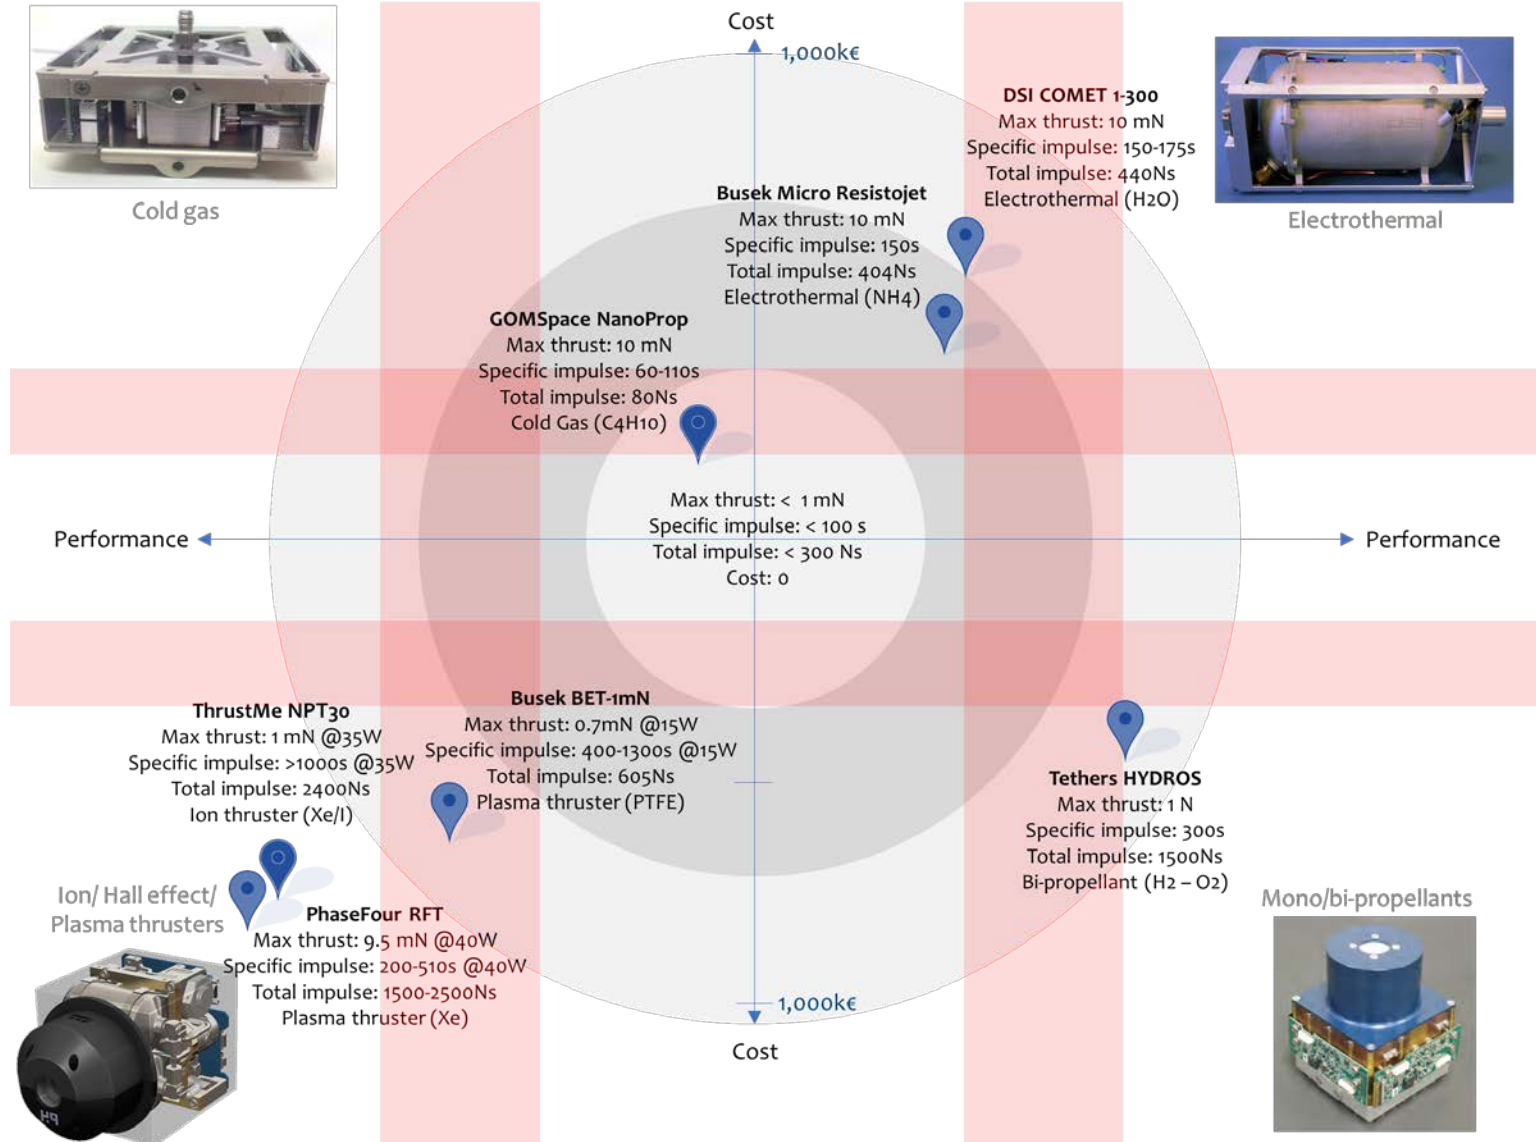 Cost
1,000k€
DSI COMET 1-300
Max thrust: 10 mN
Specific impulse: 150-175s
Total impulse: 440Ns
Electrothermal (H2O)
Cold gas
Electrothermal
Busek Micro Resistojet
Max thrust: 10 mN
Specific impulse: 150s
Total impulse: 404Ns
Electrothermal (NH4)
GOMSpace NanoProp
Max thrust: 10 mN
Specific impulse: 60-110s
Total impulse: 80Ns
Cold Gas (C4H10)
Max thrust: < 1 mN
Specific impulse: < 100 s
Total impulse: < 300 Ns
Cost: 0
Performance
Performance
ThrustMe NPT30
Max thrust: 1 mN @35W
Specific impulse: >1000s @35W
Total impulse: 2400Ns
Ion thruster (Xe/I)
Busek BET-1mN
Max thrust: 0.7mN @15W
Specific impulse: 400-1300s @15W
Total impulse: 605Ns
Plasma thruster (PTFE)
Tethers HYDROS
Max thrust: 1 N
Specific impulse: 300s
Total impulse: 1500Ns
Bi-propellant (H2 – O2)
Ion/ Hall effect/
Plasma thrusters
PhaseFour RFT
Max thrust: 9.5 mN @40W
Specific impulse: 200-510s @40W
Total impulse: 1500-2500Ns
Plasma thruster (Xe)
Mono/bi-propellants
1,000k€
Cost